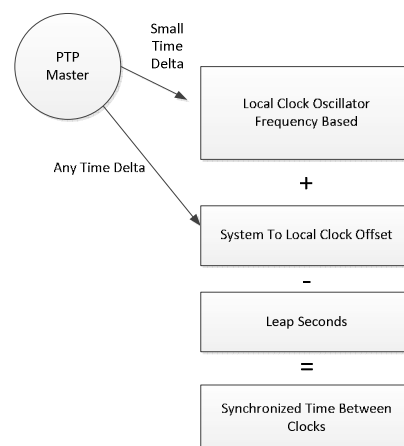 PTP
Master
Small
Time
Delta
Local Clock Oscillator
Frequency Based
+
Any Time Delta
System To Local Clock Offset
-
Leap Seconds
=
Synchronized Time Between
Clocks